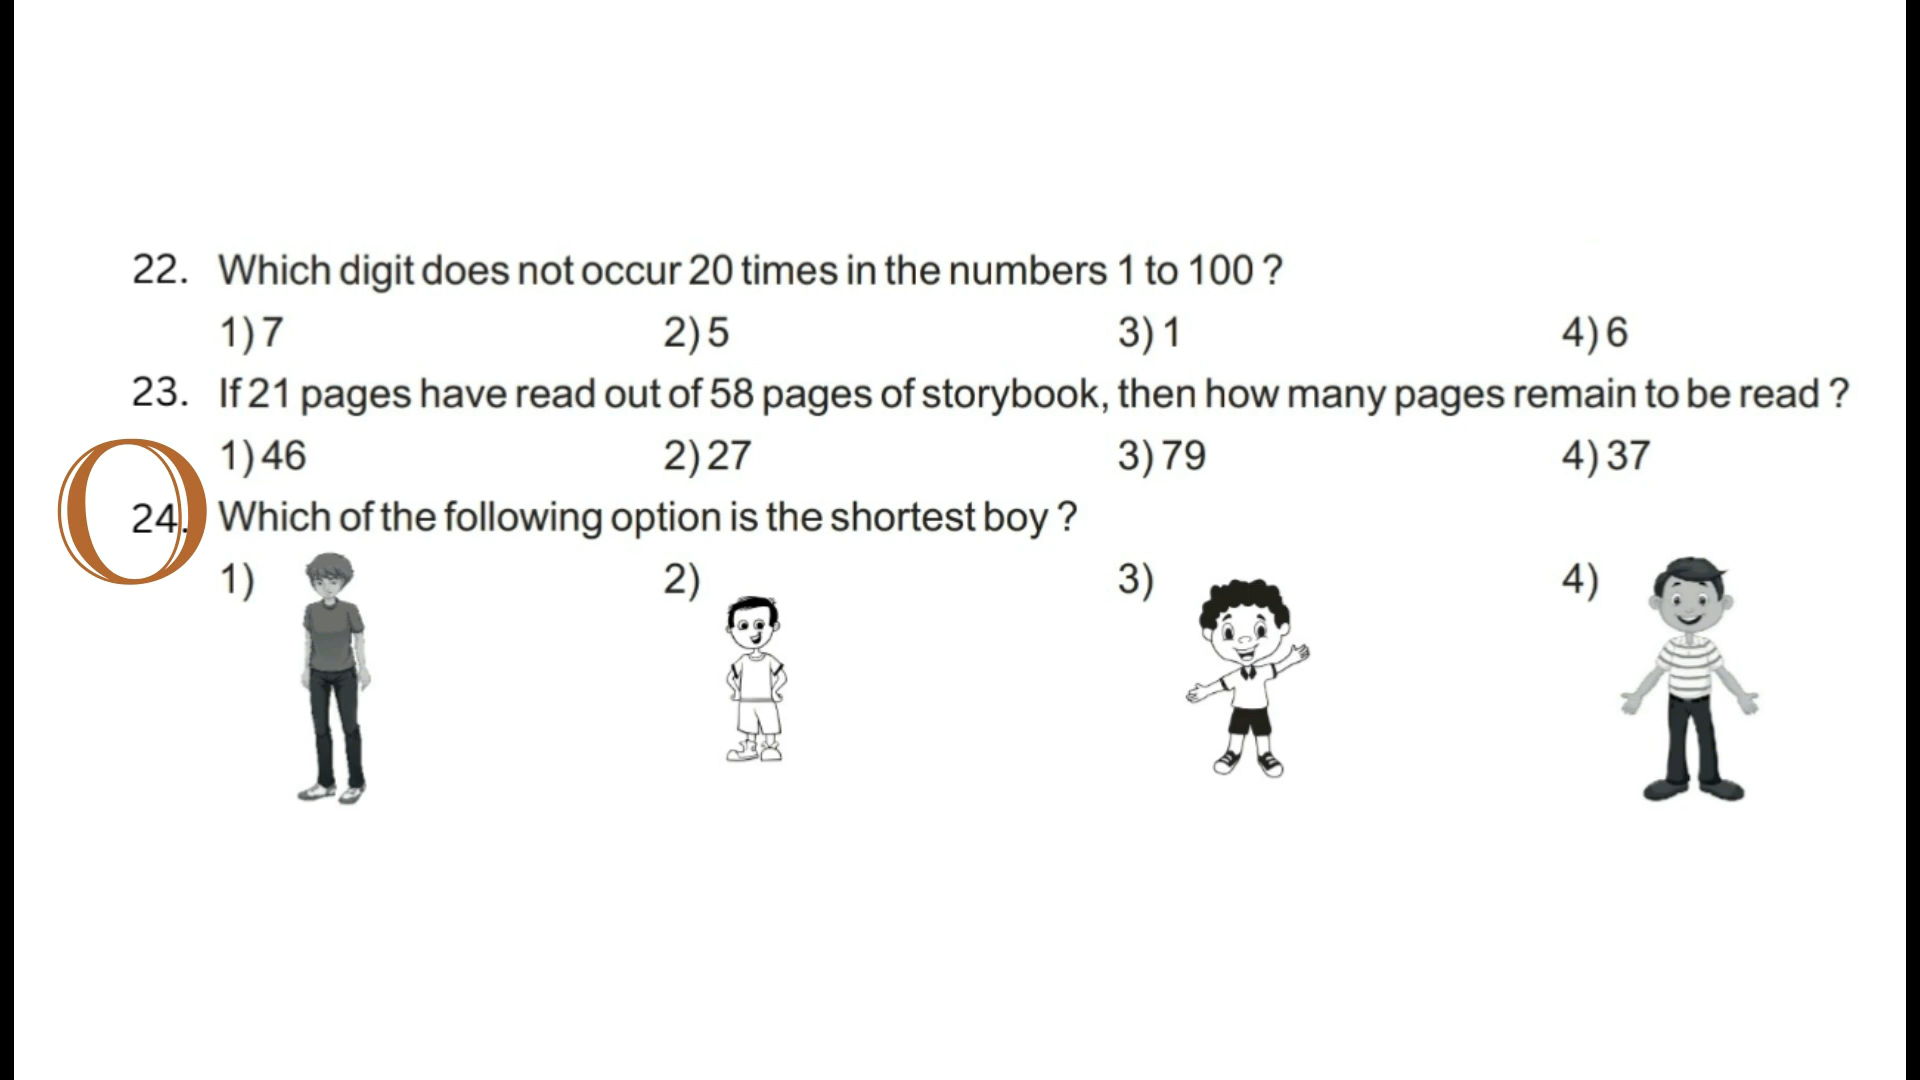 22. Which digit does not occur 20 times in the numbers 1 to 100 ?
1) 7 2) 5 3) 1 4) 6
23. If 21 pages have read out of 58 pages of storybook, then how many pages remain to be read ?
1) 46 2) 27 3) 79 4) 37
24. Which of the following option is the shortest boy ?
1) 2) 3) 4)